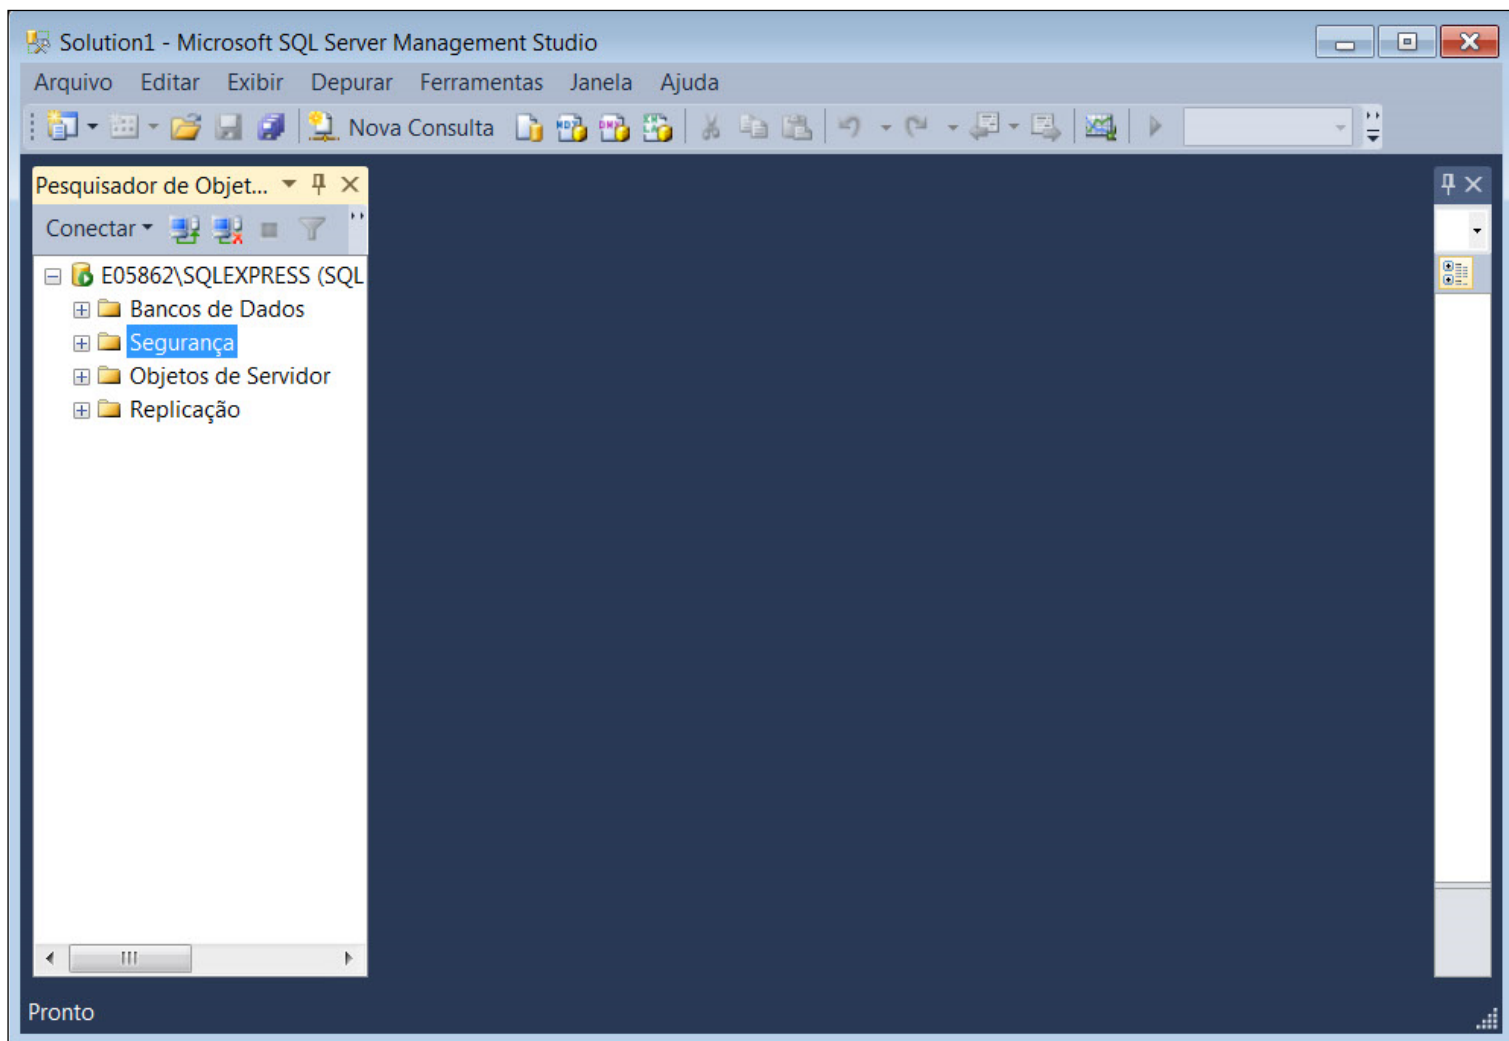 Solution1 - Microsoft SQL Server Management Studio
Arquivo Editar Exibir Depurar Ferramentas Janela Ajuda
Nova Consulta
Pesquisador de Objet...
Conectar
E05862\SQLEXPRESS (SQL
Bancos de Dados
Segurança
Objetos de Servidor
Replicação
Pronto